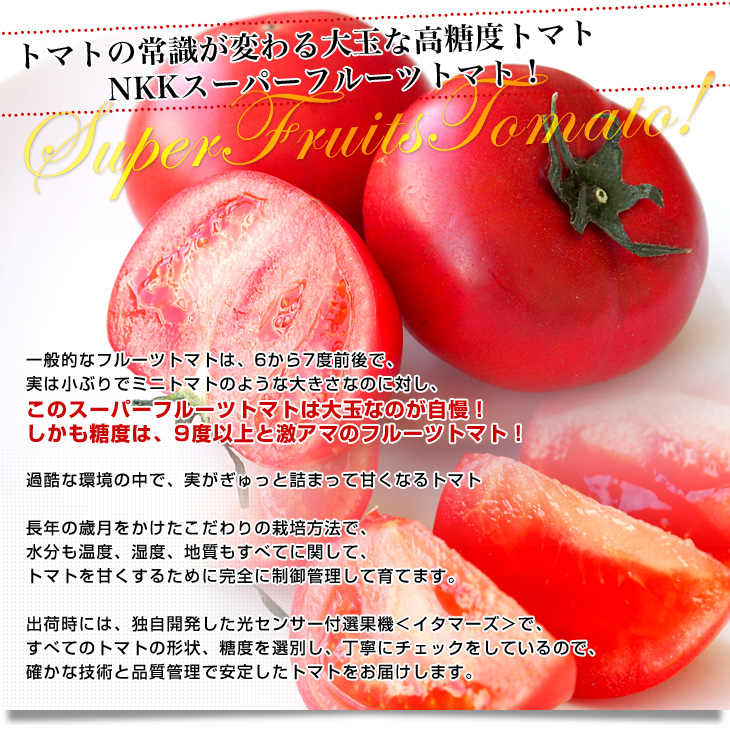 トマトの常識が変わる大玉な高糖度トマト
NKKスーパーフルーツトマト！
Super Fruits Tomato!
一般的なフルーツトマトは、6から7度前後で、
実は小ぶりでミニトマトのような大きさなのに対し、
このスーパーフルーツトマトは大玉なのが自慢！
しかも糖度は、9度以上と激アマのフルーツトマト！
過酷な環境の中で、実がぎゅっと詰まって甘くなるトマト
長年の歳月をかけたこだわりの栽培方法で、
水分も温度、湿度、地質もすべてに関して、
トマトを甘くするために完全に制御管理して育てます。
出荷時には、独自開発した光センサー付選果機＜イタマーズ＞で、
すべてのトマトの形状、糖度を選別し、丁寧にチェックをしているので、
確かな技術と品質管理で安定したトマトをお届けします。